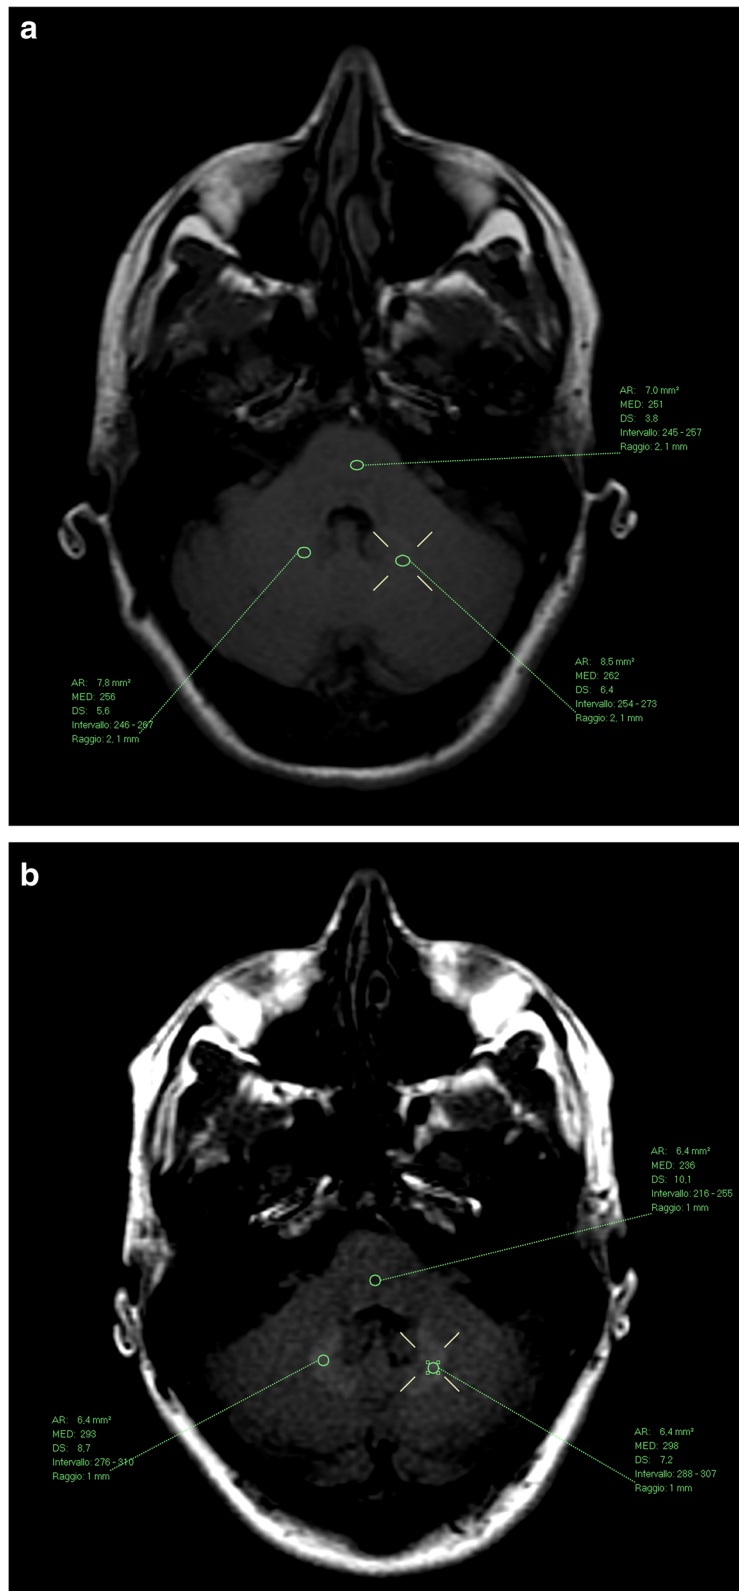 a
AR: 7,0 mm²
MED: 251
DS: 3,8
Intervallo: 245 - 257
Raggio: 2, 1 mm
AR: 8,5 mm²
MED: 262
DS: 6,4
Intervallo: 254 - 273
Raggio: 2, 1 mm
AR: 7,8 mm²
MED: 256
DS: 5,6
Intervallo: 246 - 267
Raggio: 2, 1 mm
b
AR: 6,4 mm²
MED: 236
DS: 10,1
Intervallo: 216 - 255
Raggio: 1 mm
AR: 6,4 mm²
MED: 293
DS: 8,7
Intervallo: 276 - 310
Raggio: 1 mm
AR: 6,4 mm²
MED: 298
DS: 7,2
Intervallo: 288 - 307
Raggio: 1 mm